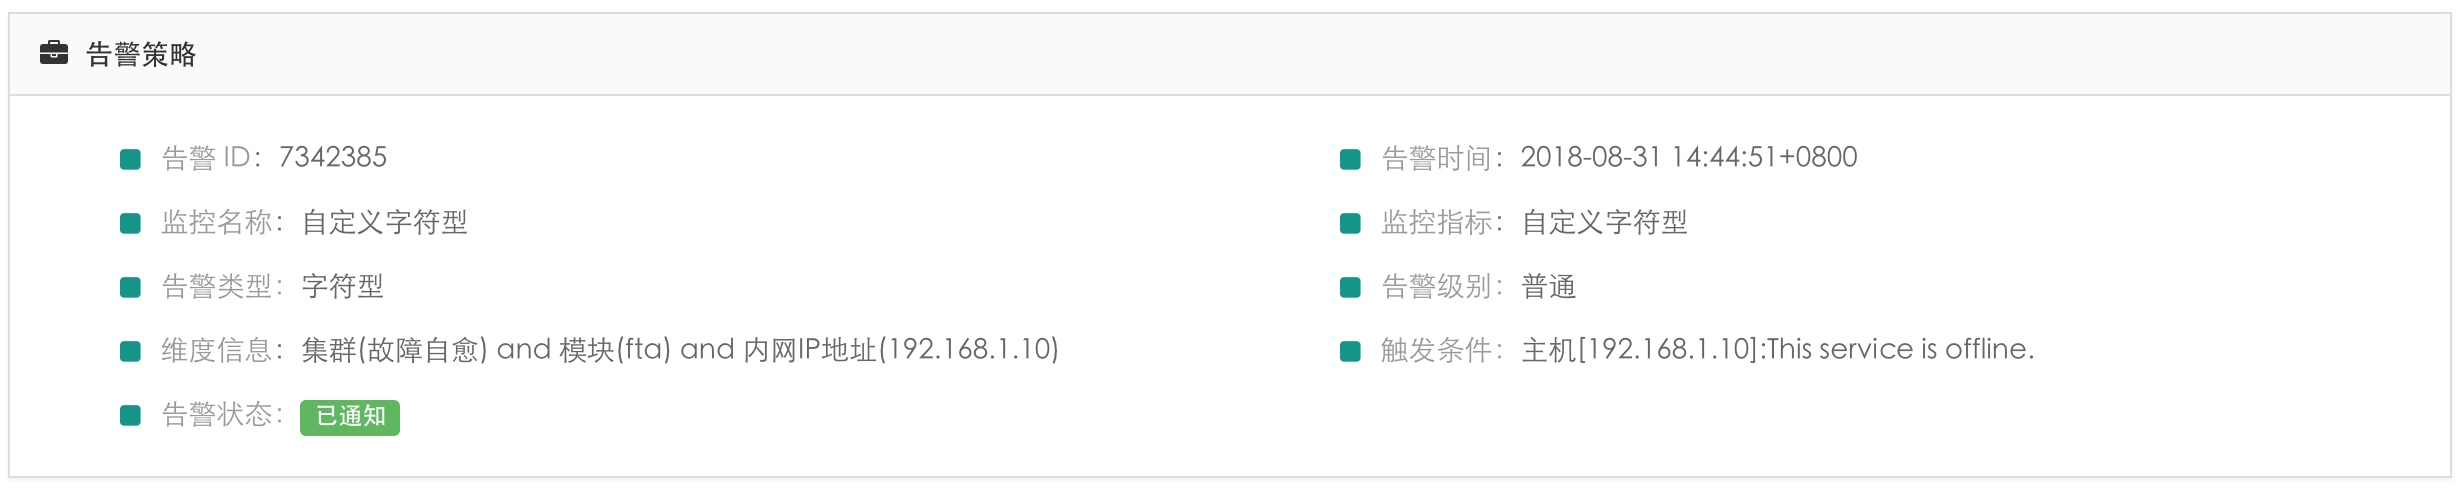 告警策略
告警 ID： 7342385
告警时间： 2018-08-31 14:44:51+0800
监控名称： 自定义字符型
监控指标： 自定义字符型
告警类型： 字符型
告警级别： 普通
维度信息： 集群(故障自愈) and 模块(fta) and 内网IP地址(192.168.1.10)
触发条件： 主机[192.168.1.10]:This service is offline.
告警状态： 已通知